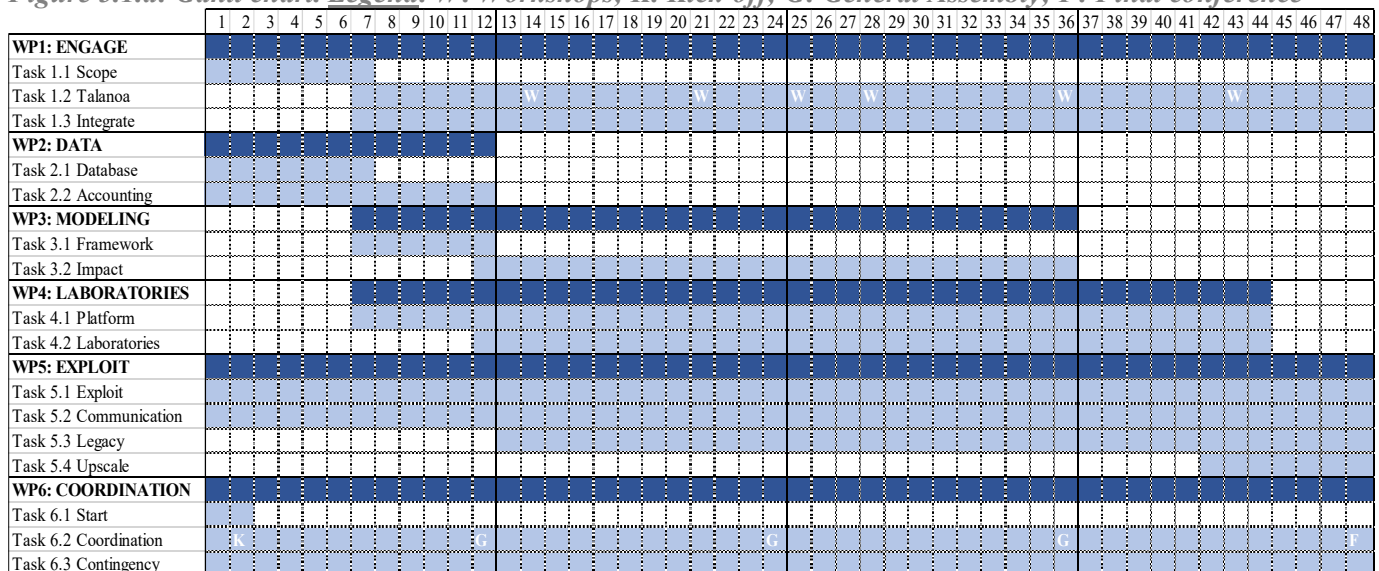 Figure 3.1.a: Gantt chart. Legend: W: Workshops; K: Kick-off; G: General Assembly; F: Final conference
1 2 3 4 5 6 7 8 9 10 11 12 13 14 15 16 17 18 19 20 21 22 23 24 25 26 27 28 29 30 31 32 33 34 35 36 37 38 39 40 41 42 43 44 45 46 47 48
WP1: ENGAGE
Task 1.1 Scope
Task 1.2 Talanoa W W W W W W
Task 1.3 Integrate
WP2: DATA
Task 2.1 Database
Task 2.2 Accounting
WP3: MODELING
Task 3.1 Framework
Task 3.2 Impact
WP4: LABORATORIES
Task 4.1 Platform
Task 4.2 Laboratories
WP5: EXPLOIT
Task 5.1 Exploit
Task 5.2 Communication
Task 5.3 Legacy
Task 5.4 Upscale
WP6: COORDINATION
Task 6.1 Start
Task 6.2 Coordination K G G G F
Task 6.3 Contingency